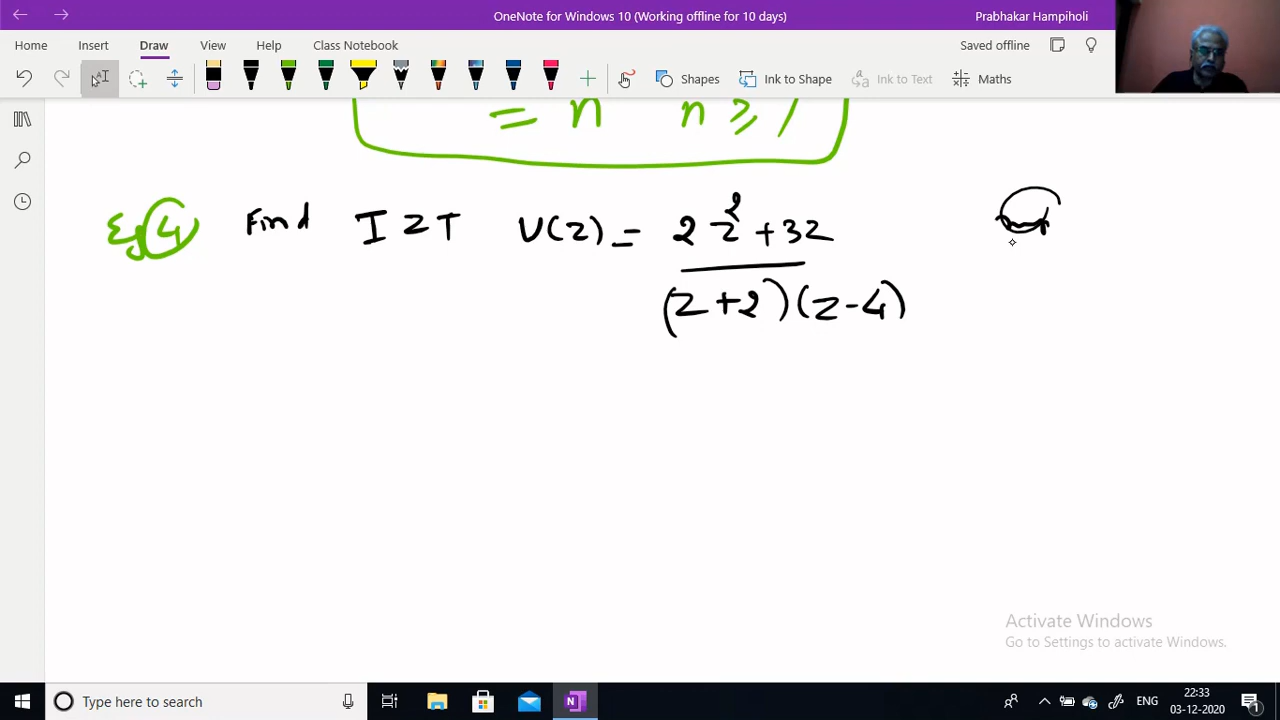 OneNote for Windows 10 (Working offline for 10 days)
Prabhakar Hampiholi
Home Insert Draw View Help Class Notebook
Saved offline
Shapes Ink to Shape Ink to Text Maths
= n n ≥ 1
Eg 4 Find I Z T U(z) = 2z²+3z
(z+2)(z-4)
Activate Windows
Go to Settings to activate Windows.
Type here to search
ENG
22:33
03-12-2020
1